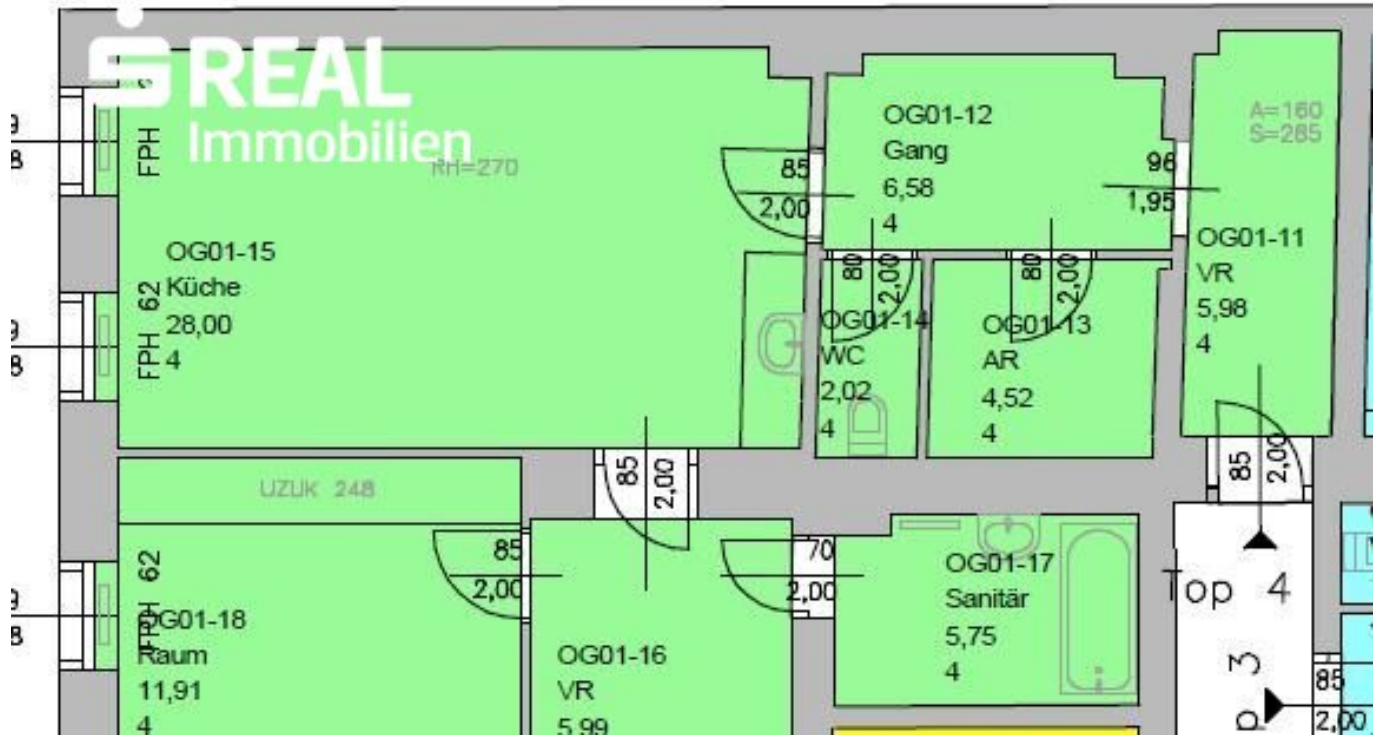 REAL
Immobilien
FPH
RH=270
OG01-15
Küche
28,00
4
FPH 62
85
2,00
OG01-12
Gang
6,58
4
96
1,95
A=160
S=285
OG01-11
VR
5,98
4
80
2,00
80
2,00
OG01-14
WC
2,02
4
OG01-13
AR
4,52
4
85
2,00
85
2,00
UZUK 248
85
2,00
FPH 62
OG01-18
Raum
11,91
4
OG01-16
VR
5,99
70
2,00
OG01-17
Sanitär
5,75
4
Top 4
3
85
2,00